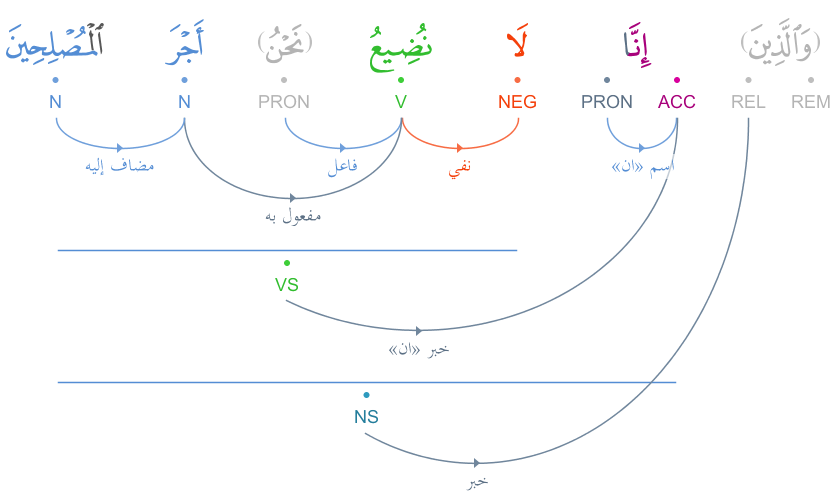 (وَٱلَّذِينَ) إِنَّا لَا نُضِيعُ (نَحْنُ) أَجْرَ ٱلْمُصْلِحِينَ
REM REL ACC PRON NEG V PRON N N
اسم «ان» نفي فاعل مضاف إليه
مفعول به
VS
خبر «ان»
NS
خبر